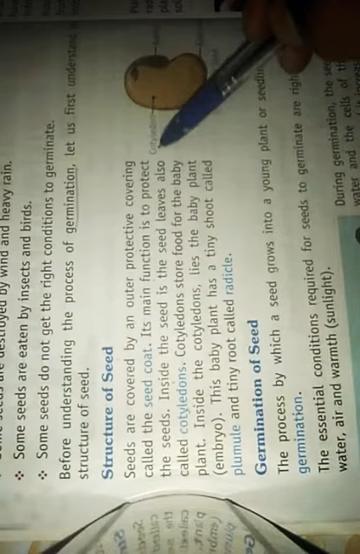 destroyed by wind and heavy rain.
❖ Some seeds are eaten by insects and birds.
❖ Some seeds do not get the right conditions to germinate.
Before understanding the process of germination, let us first understand
structure of seed.
Structure of Seed
Seeds are covered by an outer protective covering
called the seed coat. Its main function is to protect
the seeds. Inside the seed is the seed leaves also
called cotyledons. Cotyledons store food for the baby
plant. Inside the cotyledons, lies the baby plant
(embryo). This baby plant has a tiny shoot called
plumule and tiny root called radicle.
Cotyledons
Germination of Seed
The process by which a seed grows into a young plant or
germination.
The essential conditions required for seeds to germinate are
water, air and warmth (sunlight).
During germination, the
water and the cells of